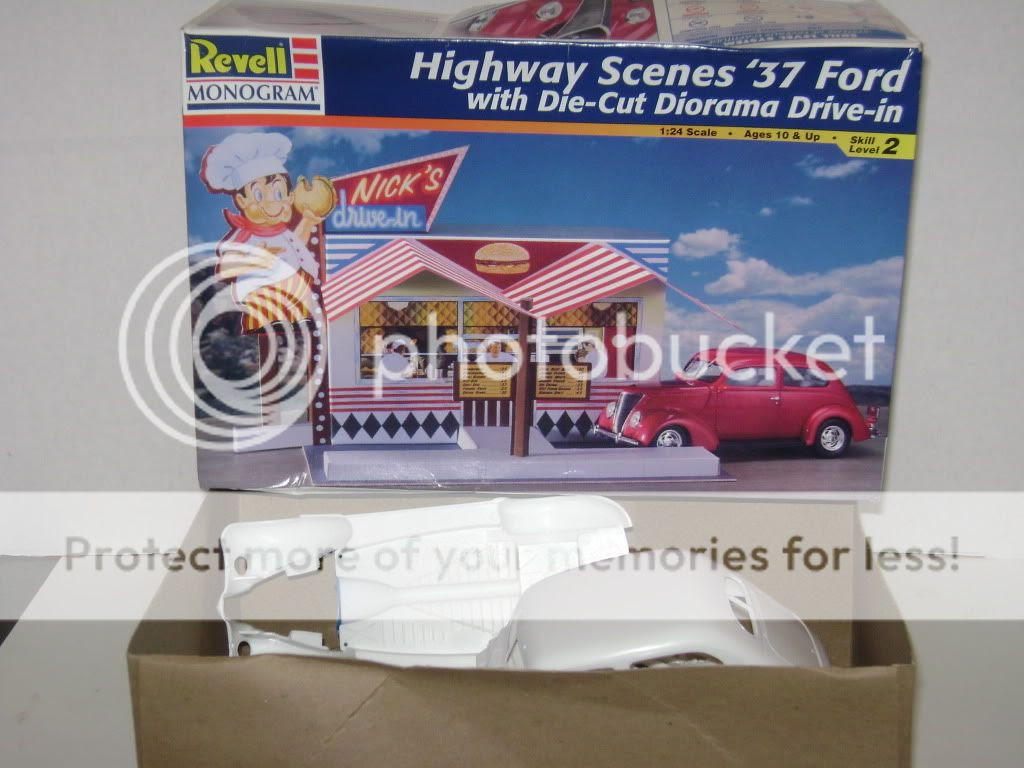 Revell
MONOGRAM
Highway Scenes '37 Ford
with Die-Cut Diorama Drive-in
1:24 Scale • Ages 10 & Up • Skill Level 2
NICK'S
drive-in
photobucket
Protect more of your memories for less!